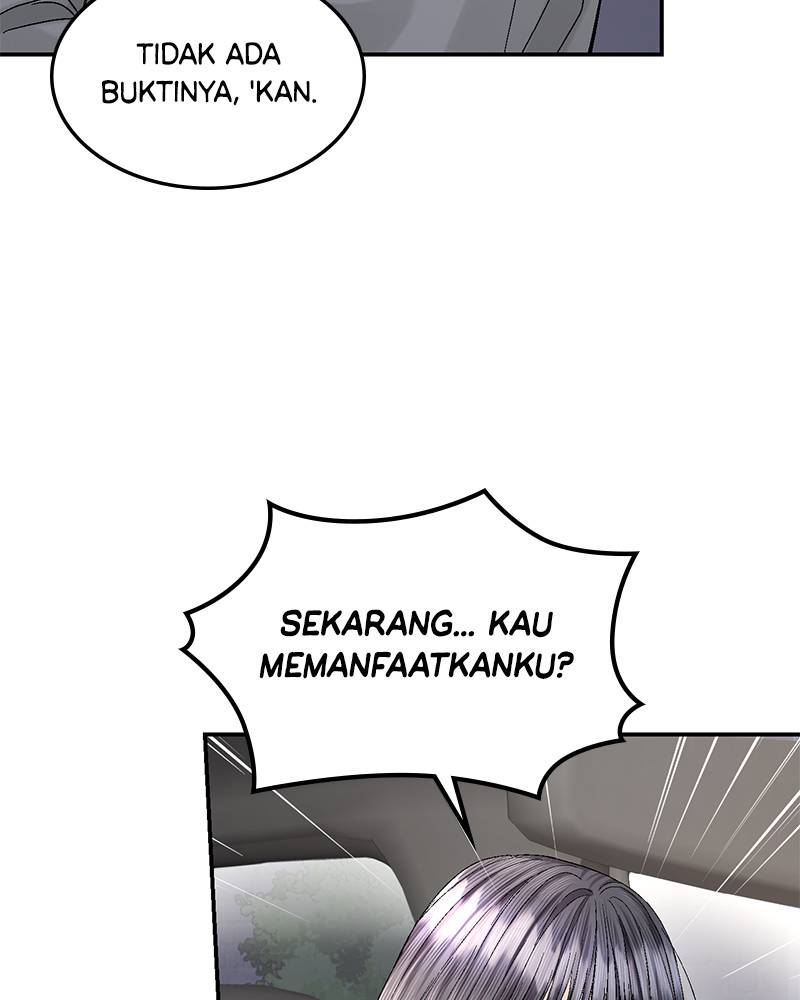 TIDAK ADA
BUKTINYA, 'KAN.
SEKARANG... KAU
MEMANFAATKANKU?